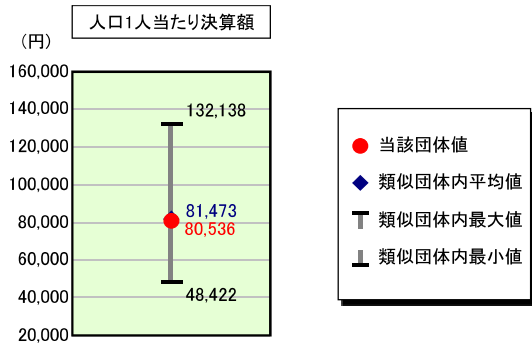 人口1人当たり決算額
（円）
160,000
140,000
120,000
100,000
80,000
60,000
40,000
20,000
132,138
81,473
80,536
48,422
当該団体値
類似団体内平均値
類似団体内最大値
類似団体内最小値